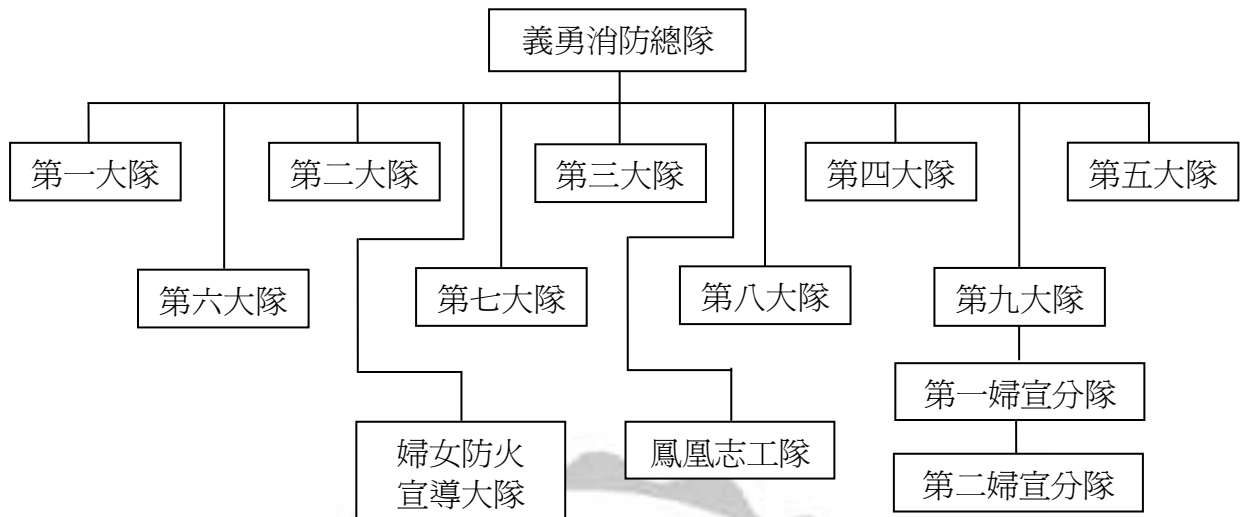 義勇消防總隊
第一大隊
第二大隊
第三大隊
第四大隊
第五大隊
第六大隊
第七大隊
第八大隊
第九大隊
第一婦宣分隊
婦女防火
宣導大隊
鳳凰志工隊
第二婦宣分隊